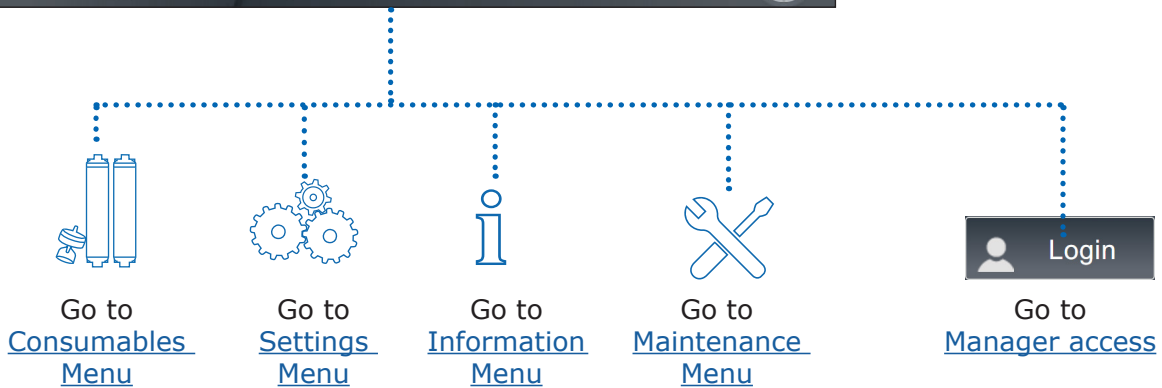 Login
Go to
Consumables
Menu
Go to
Settings
Menu
Go to
Information
Menu
Go to
Maintenance
Menu
Go to
Manager access